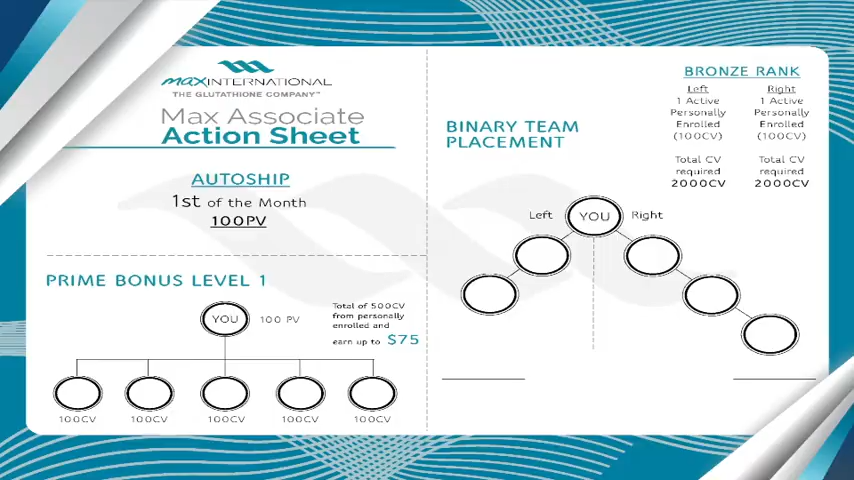 maxINTERNATIONAL
THE GLUTATHIONE COMPANY™
Max Associate
Action Sheet
AUTOSHIP
1st of the Month
100PV
PRIME BONUS LEVEL 1
YOU
100 PV
Total of 500CV
from personally
enrolled and
earn up to $75
100CV 100CV 100CV 100CV 100CV
BINARY TEAM
PLACEMENT
BRONZE RANK
Left
1 Active
Personally
Enrolled
(100CV)
Total CV
required
2000CV
Right
1 Active
Personally
Enrolled
(100CV)
Total CV
required
2000CV
Left YOU Right